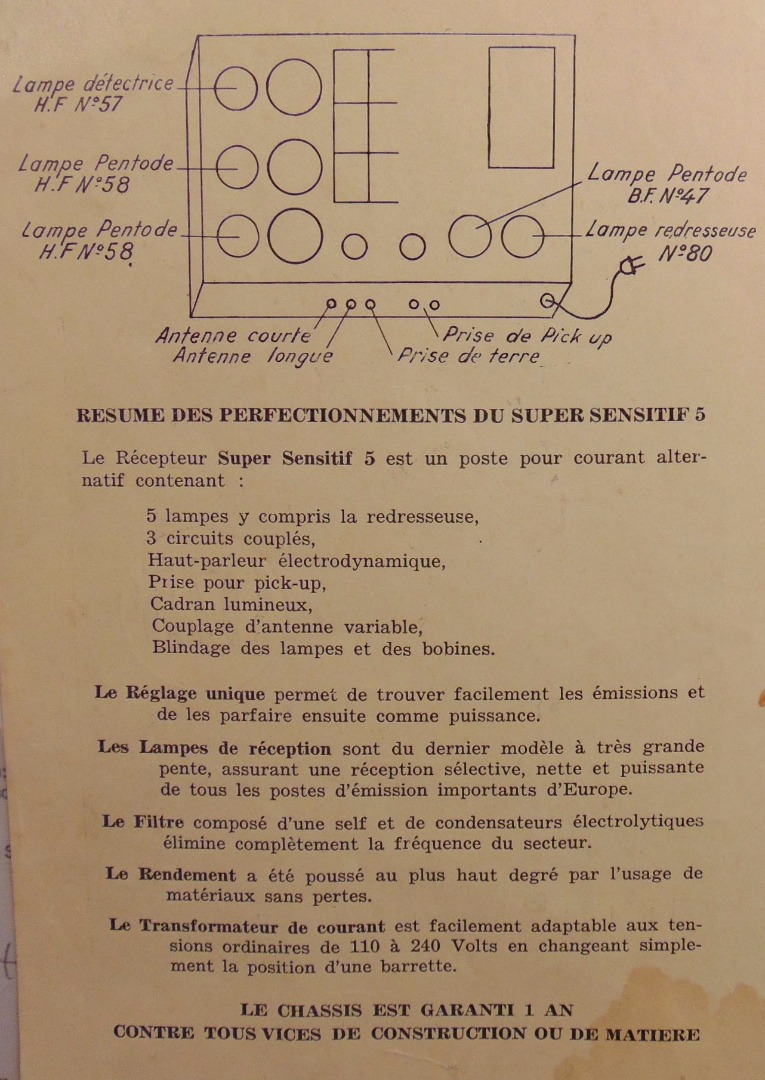 Lampe détectrice
H.F N°57
Lampe Pentode
H.F N°58
Lampe Pentode
H.F N°58
Lampe Pentode
B.F. N°47
Lampe redresseuse
N°80
Antenne courte
Antenne longue
Prise de Pick up
Prise de terre
RESUME DES PERFECTIONNEMENTS DU SUPER SENSITIF 5
Le Récepteur Super Sensitif 5 est un poste pour courant alter-
natif contenant :
5 lampes y compris la redresseuse,
3 circuits couplés,
Haut-parleur électrodynamique,
Prise pour pick-up,
Cadran lumineux,
Couplage d'antenne variable,
Blindage des lampes et des bobines.
Le Réglage unique permet de trouver facilement les émissions et
de les parfaire ensuite comme puissance.
Les Lampes de réception sont du dernier modèle à très grande
pente, assurant une réception sélective, nette et puissante
de tous les postes d'émission importants d'Europe.
Le Filtre composé d'une self et de condensateurs électrolytiques
élimine complètement la fréquence du secteur.
Le Rendement a été poussé au plus haut degré par l'usage de
matériaux sans pertes.
Le Transformateur de courant est facilement adaptable aux ten-
sions ordinaires de 110 à 240 Volts en changeant simple-
ment la position d'une barrette.
LE CHASSIS EST GARANTI 1 AN
CONTRE TOUS VICES DE CONSTRUCTION OU DE MATIERE